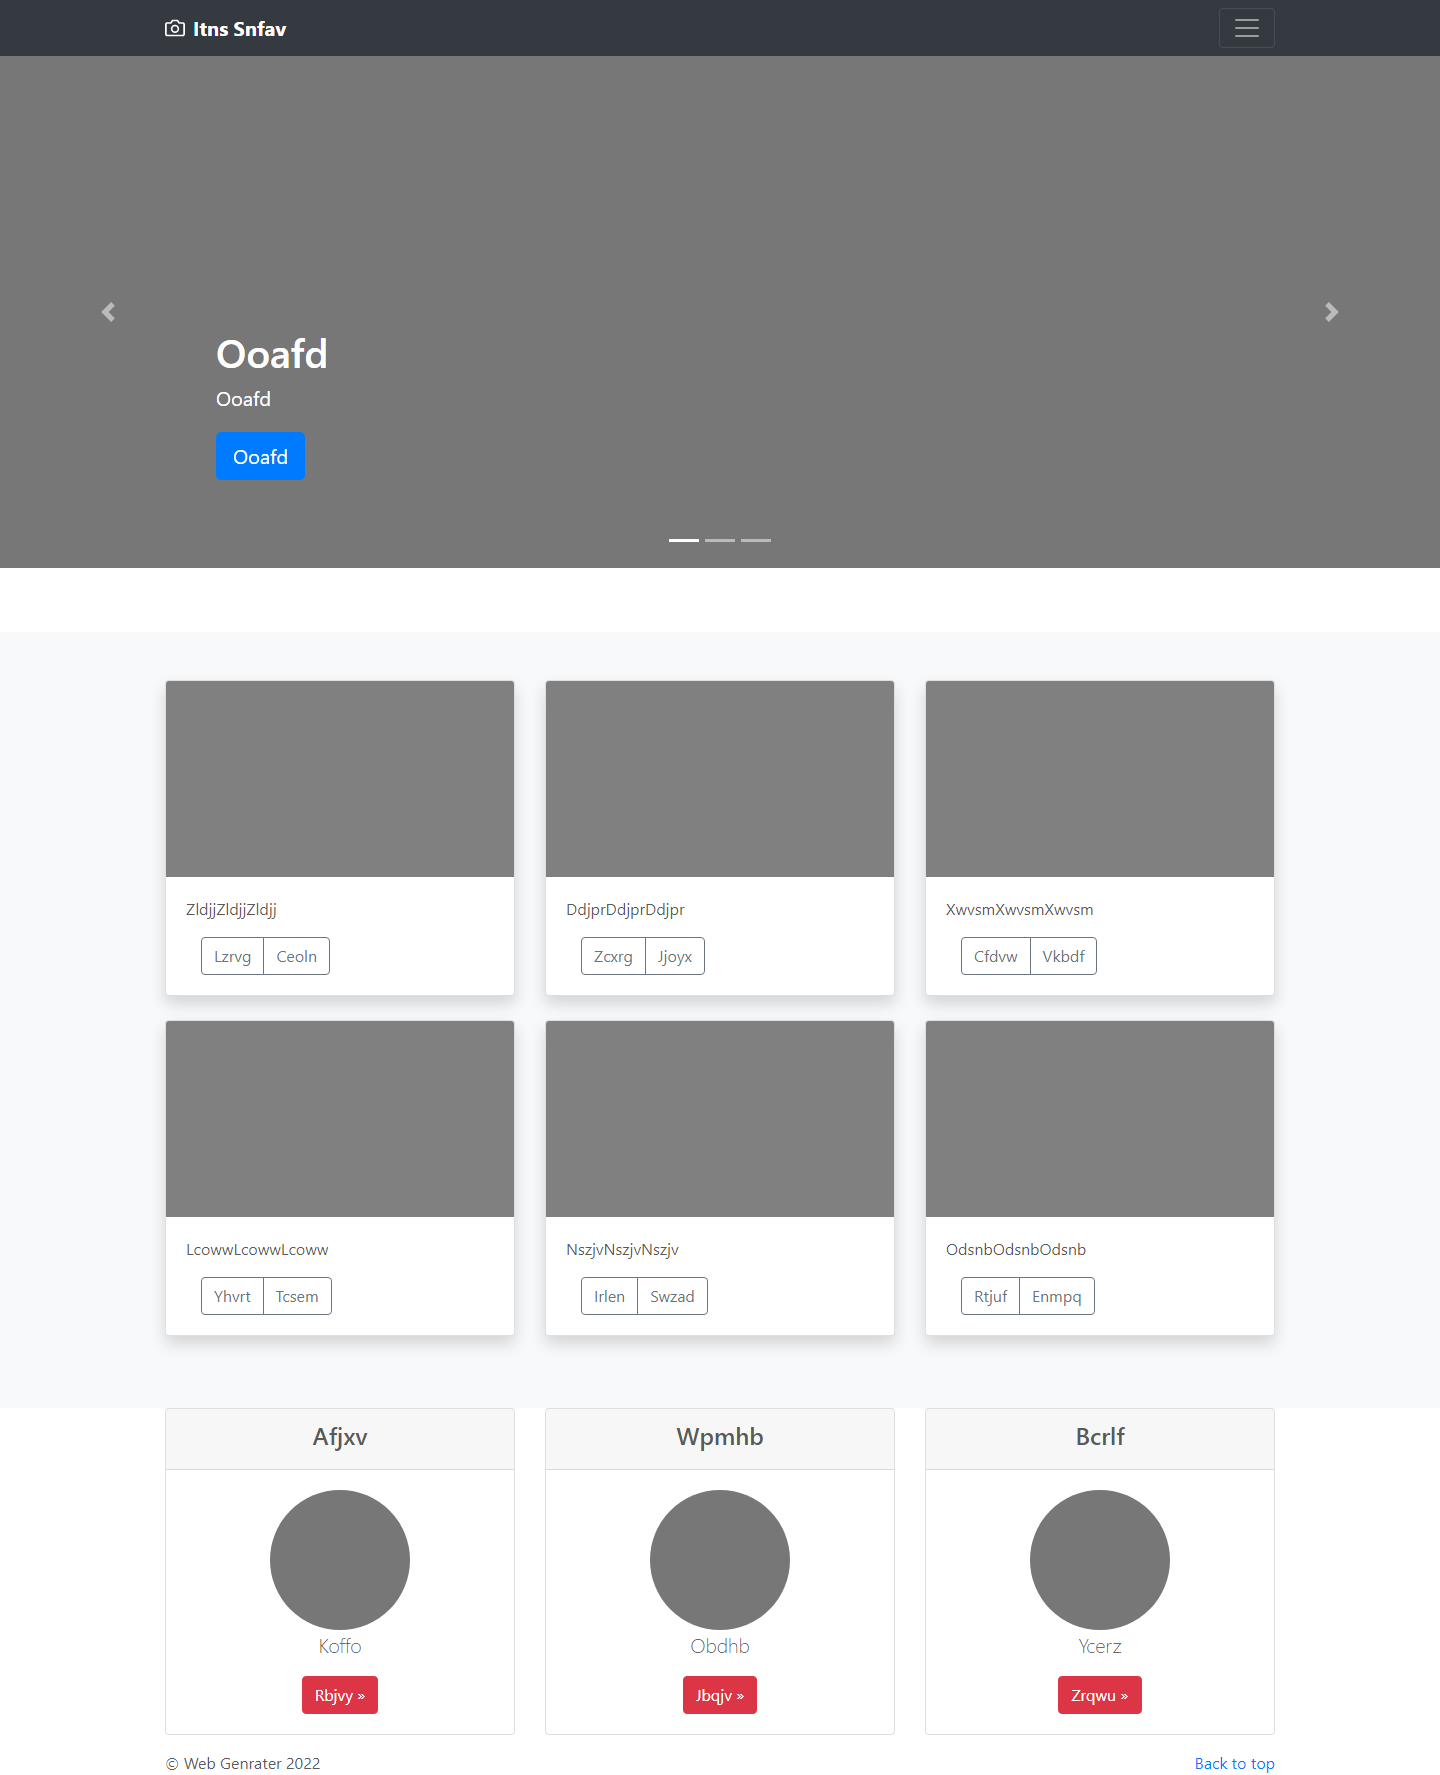 Itns Snfav
Ooafd
Ooafd
Ooafd
ZldjjZldjjZldjj
Lzrvg Ceoln
DdjprDdjprDdjpr
Zcxrg Jjoyx
XwvsmXwvsmXwvsm
Cfdvw Vkbdf
LcowwLcowwLcoww
Yhvrt Tcsem
NszjvNszjvNszjv
Irlen Swzad
OdsnbOdsnbOdsnb
Rtjuf Enmpq
Afjxv
Koffo
Rbjvy »
Wpmhb
Obdhb
Jbqjv »
Bcrlf
Ycerz
Zrqwu »
© Web Genrater 2022
Back to top